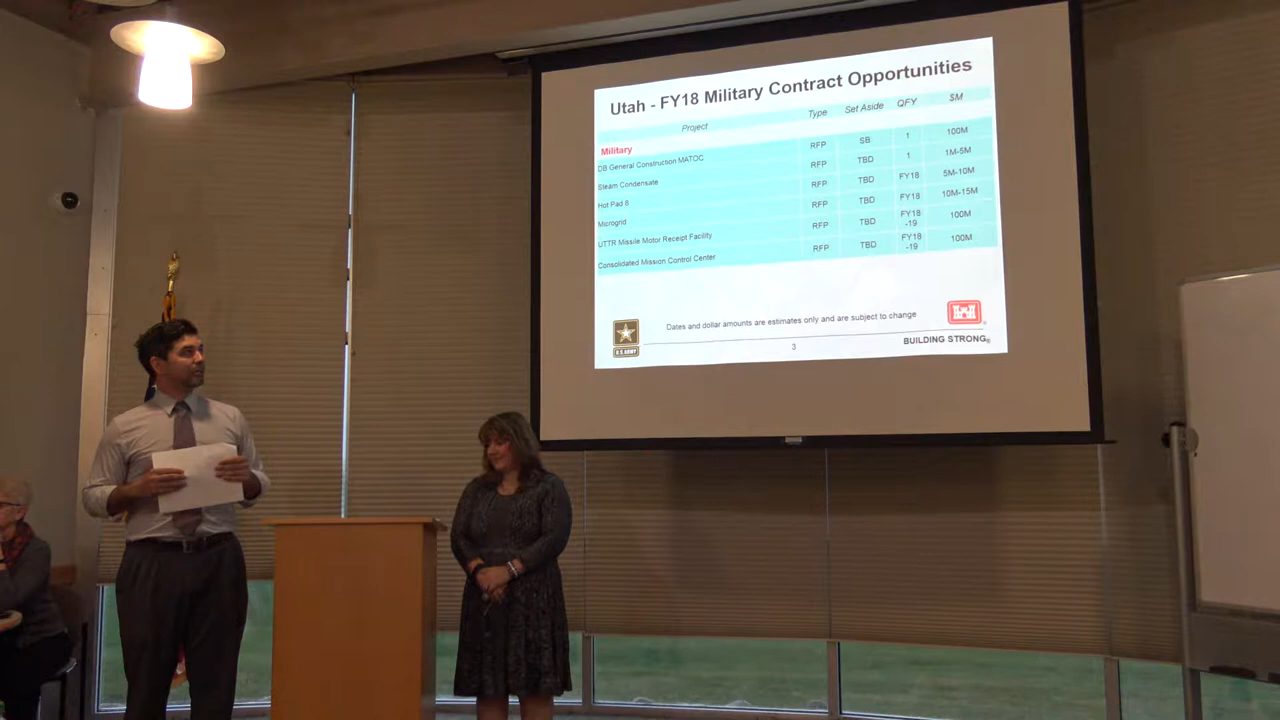 Utah - FY18 Military Contract Opportunities
Project Type Set Aside QFY $M
Military
DB General Construction MATOC RFP SB 1 100M
Steam Condensate RFP TBD 1 1M-5M
Hot Pad 6 RFP TBD FY18 5M-10M
Microgrid RFP TBD FY18 10M-15M
UTTR Missile Motor Receipt Facility RFP TBD FY18-19 100M
Consolidated Mission Control Center RFP TBD FY18-19 100M
Dates and dollar amounts are estimates only and are subject to change
U.S. ARMY
3
BUILDING STRONG®